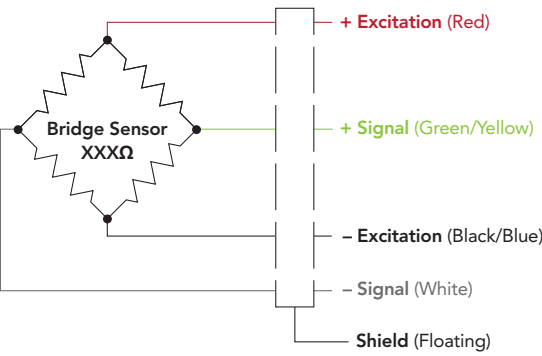 + Excitation (Red)
Bridge Sensor
XXXΩ
+ Signal (Green/Yellow)
– Excitation (Black/Blue)
– Signal (White)
Shield (Floating)